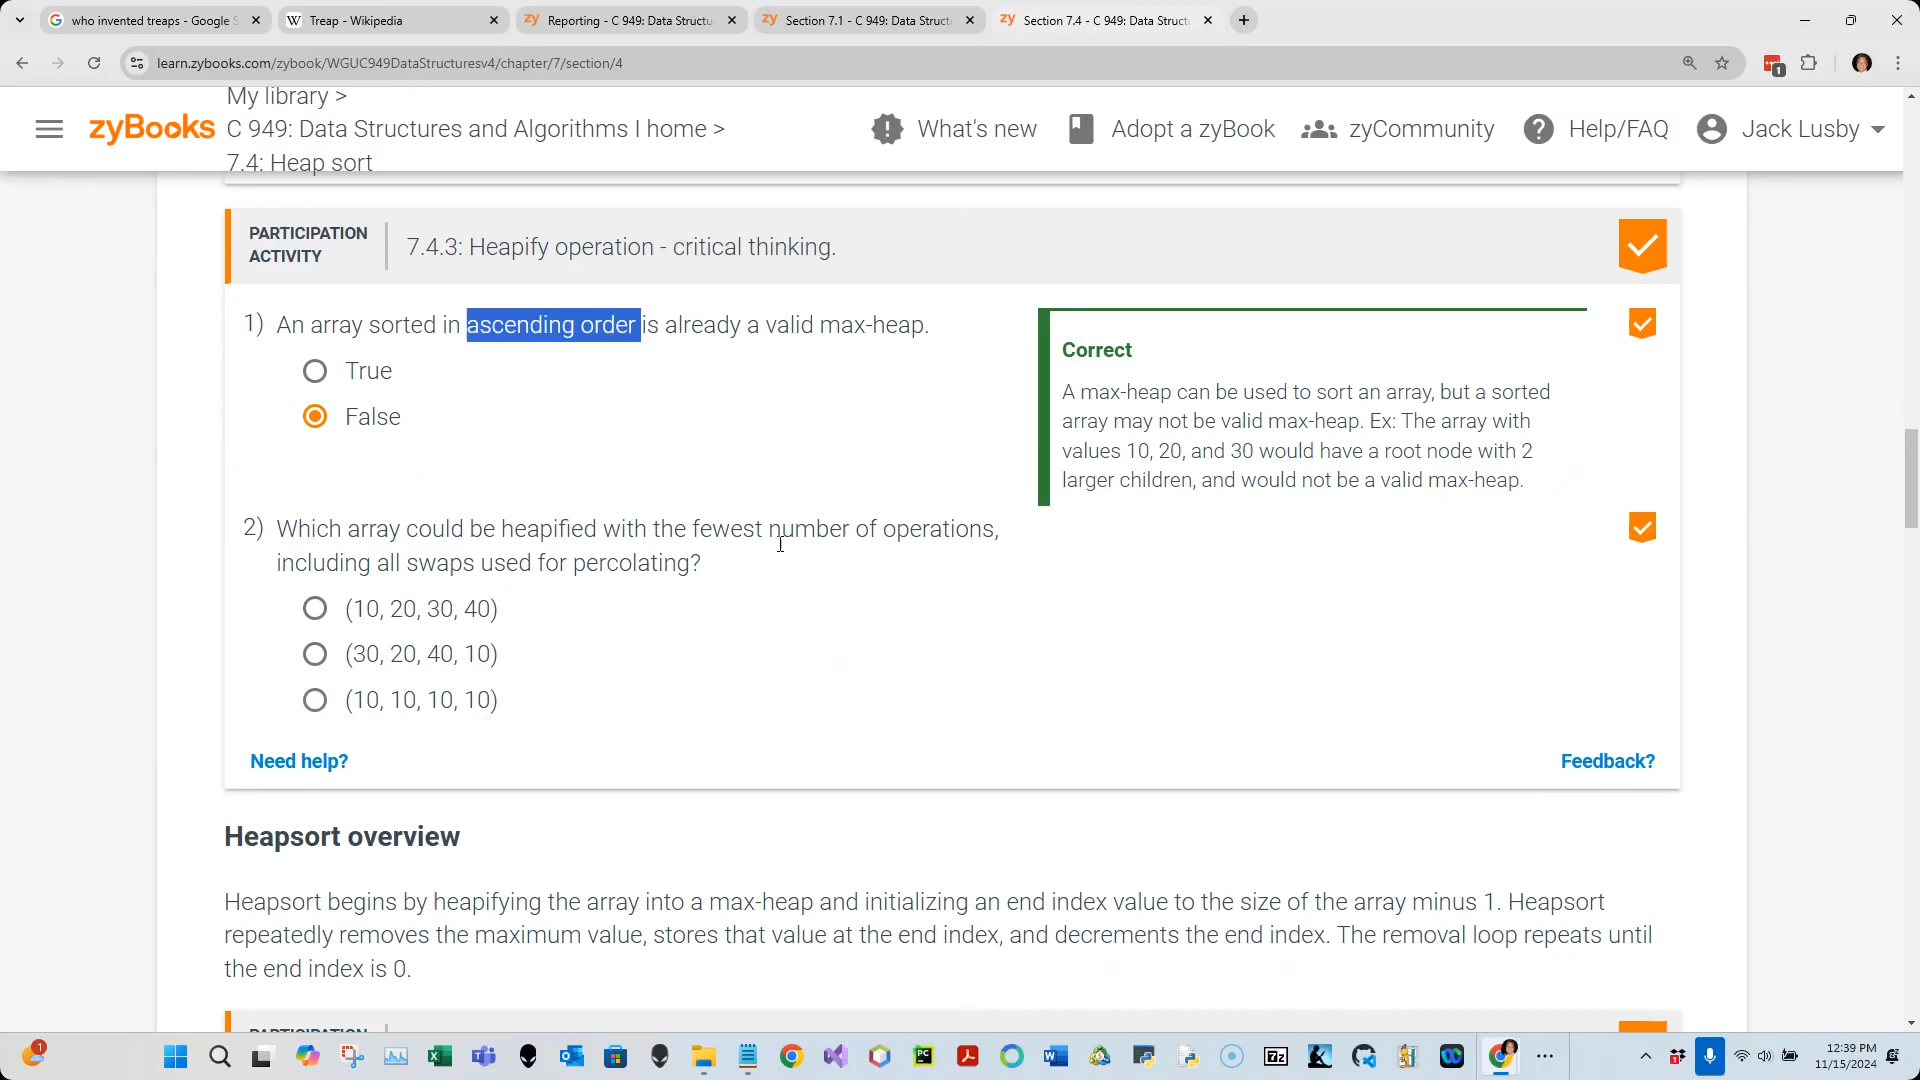 who invented treaps - Google S
Treap - Wikipedia
Reporting - C 949: Data Structu
Section 7.1 - C 949: Data Struct
Section 7.4 - C 949: Data Struct
learn.zybooks.com/zybook/WGUC949DataStructuresv4/chapter/7/section/4
1
zyBooks
My library >
C 949: Data Structures and Algorithms I home >
7.4: Heap sort
What's new
Adopt a zyBook
zyCommunity
Help/FAQ
Jack Lusby
PARTICIPATION
ACTIVITY
7.4.3: Heapify operation - critical thinking.
1) An array sorted in ascending order is already a valid max-heap.
True
False
Correct
A max-heap can be used to sort an array, but a sorted
array may not be valid max-heap. Ex: The array with
values 10, 20, and 30 would have a root node with 2
larger children, and would not be a valid max-heap.
2) Which array could be heapified with the fewest number of operations,
including all swaps used for percolating?
(10, 20, 30, 40)
(30, 20, 40, 10)
(10, 10, 10, 10)
Need help?
Feedback?
Heapsort overview
Heapsort begins by heapifying the array into a max-heap and initializing an end index value to the size of the array minus 1. Heapsort
repeatedly removes the maximum value, stores that value at the end index, and decrements the end index. The removal loop repeats until
the end index is 0.
PARTICIPATION
1
12:39 PM
11/15/2024